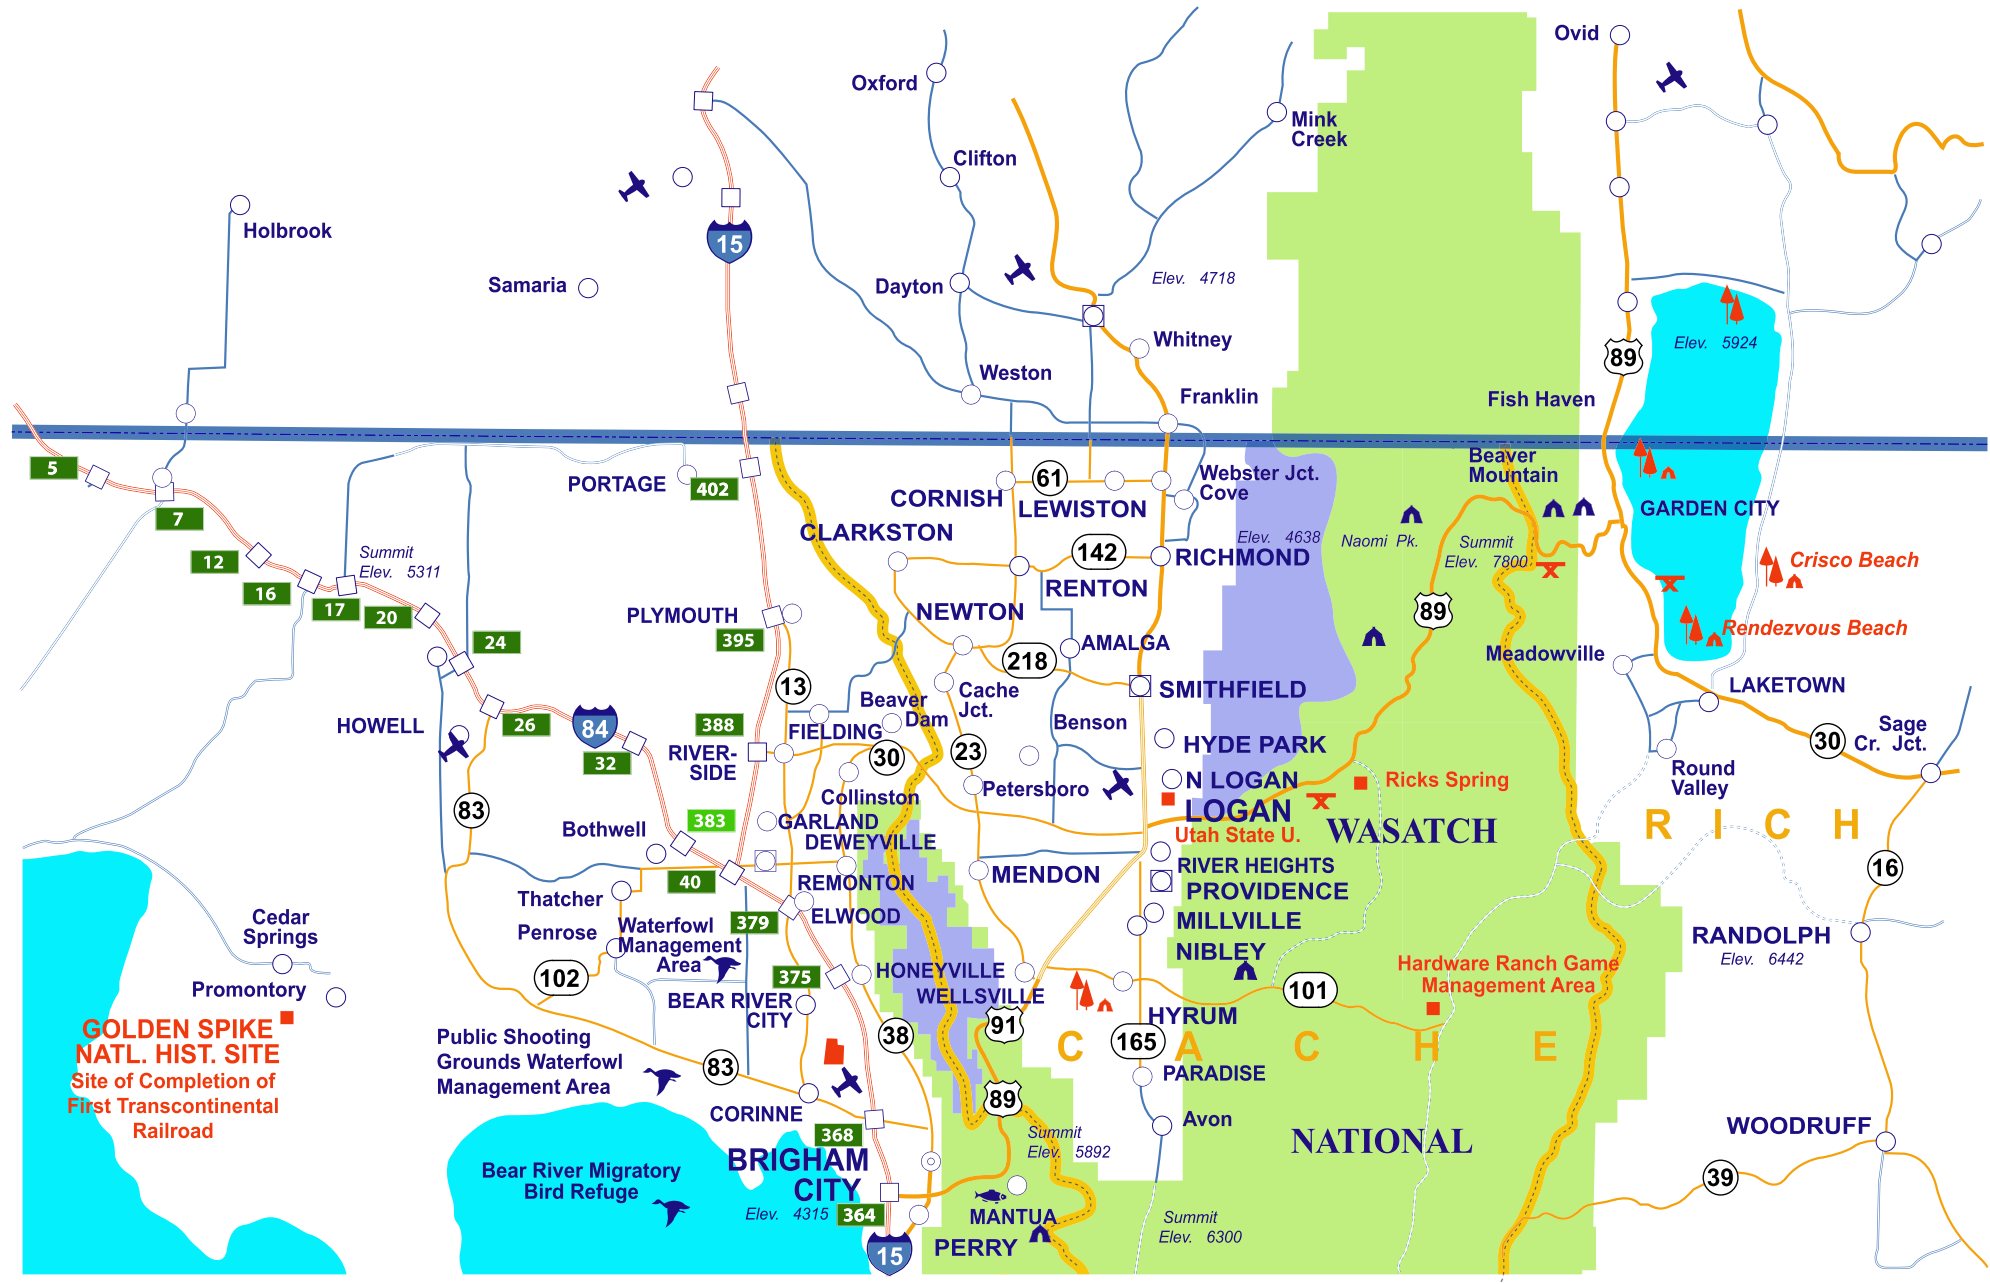 Ovid
Oxford
Mink
Creek
Clifton
Holbrook
15
Samaria
Dayton
Elev. 4718
Whitney
Elev. 5924
89
Weston
Franklin
Fish Haven
5
PORTAGE
402
CORNISH
61
LEWISTON
Webster Jct.
Cove
Beaver
Mountain
GARDEN CITY
7
CLARKSTON
Elev. 4638
Naomi Pk.
Summit
Elev. 7800
12
Summit
Elev. 5311
142
RICHMOND
Crisco Beach
16
17
20
RENTON
PLYMOUTH
395
NEWTON
89
24
218
AMALGA
Meadowville
Rendezvous Beach
13
Cache
Jct.
SMITHFIELD
LAKETOWN
HOWELL
26
84
388
Beaver
Dam
FIELDING
Benson
32
RIVER-
SIDE
30
23
HYDE PARK
30
Sage
Cr. Jct.
Petersboro
N LOGAN
Ricks Spring
Round
Valley
83
Collinston
383
Bothwell
GARLAND
DEWEYVILLE
LOGAN
Utah State U.
WASATCH
R I C H
40
REMONTON
MENDON
RIVER HEIGHTS
PROVIDENCE
16
Thatcher
ELWOOD
379
MILLVILLE
Cedar
Springs
Penrose
Waterfowl
Management
Area
NIBLEY
RANDOLPH
Elev. 6442
Promontory
102
375
HONEYVILLE
WELLSVILLE
Hardware Ranch Game
Management Area
101
BEAR RIVER
CITY
GOLDEN SPIKE
NATL. HIST. SITE
Site of Completion of
First Transcontinental
Railroad
Public Shooting
Grounds Waterfowl
Management Area
38
91
HYRUM
165
C A C H E
83
PARADISE
89
CORINNE
Avon
368
Summit
Elev. 5892
WOODRUFF
NATIONAL
BRIGHAM
CITY
Elev. 4315
364
Bear River Migratory
Bird Refuge
39
MANTUA
PERRY
Summit
Elev. 6300
15